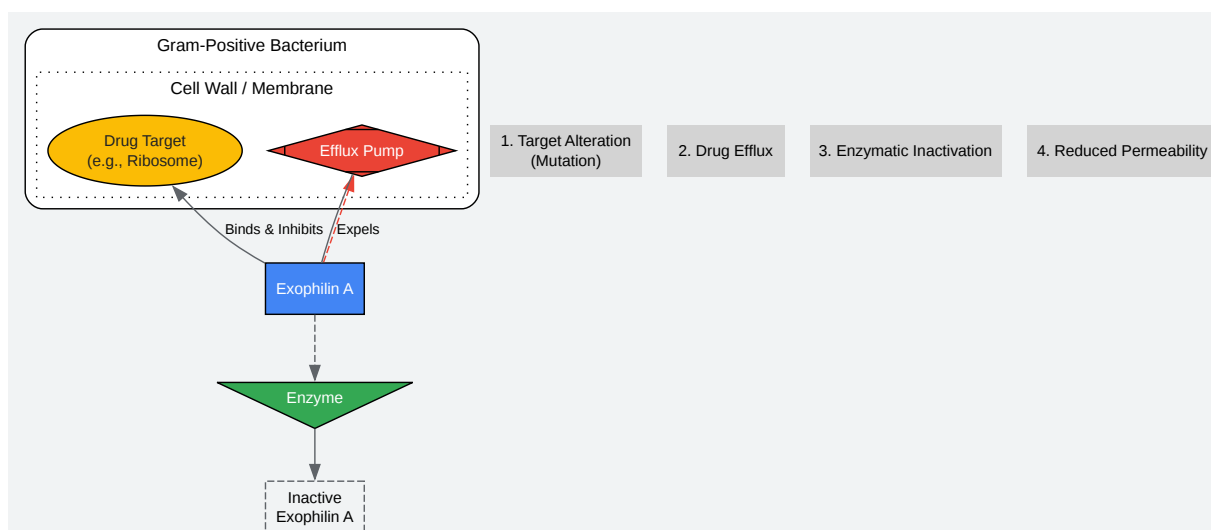 Gram-Positive Bacterium
Cell Wall / Membrane
Drug Target
(e.g., Ribosome)
Efflux Pump
1. Target Alteration
(Mutation)
2. Drug Efflux
3. Enzymatic Inactivation
4. Reduced Permeability
Binds & Inhibits
Expels
Exophilin A
Enzyme
Inactive
Exophilin A